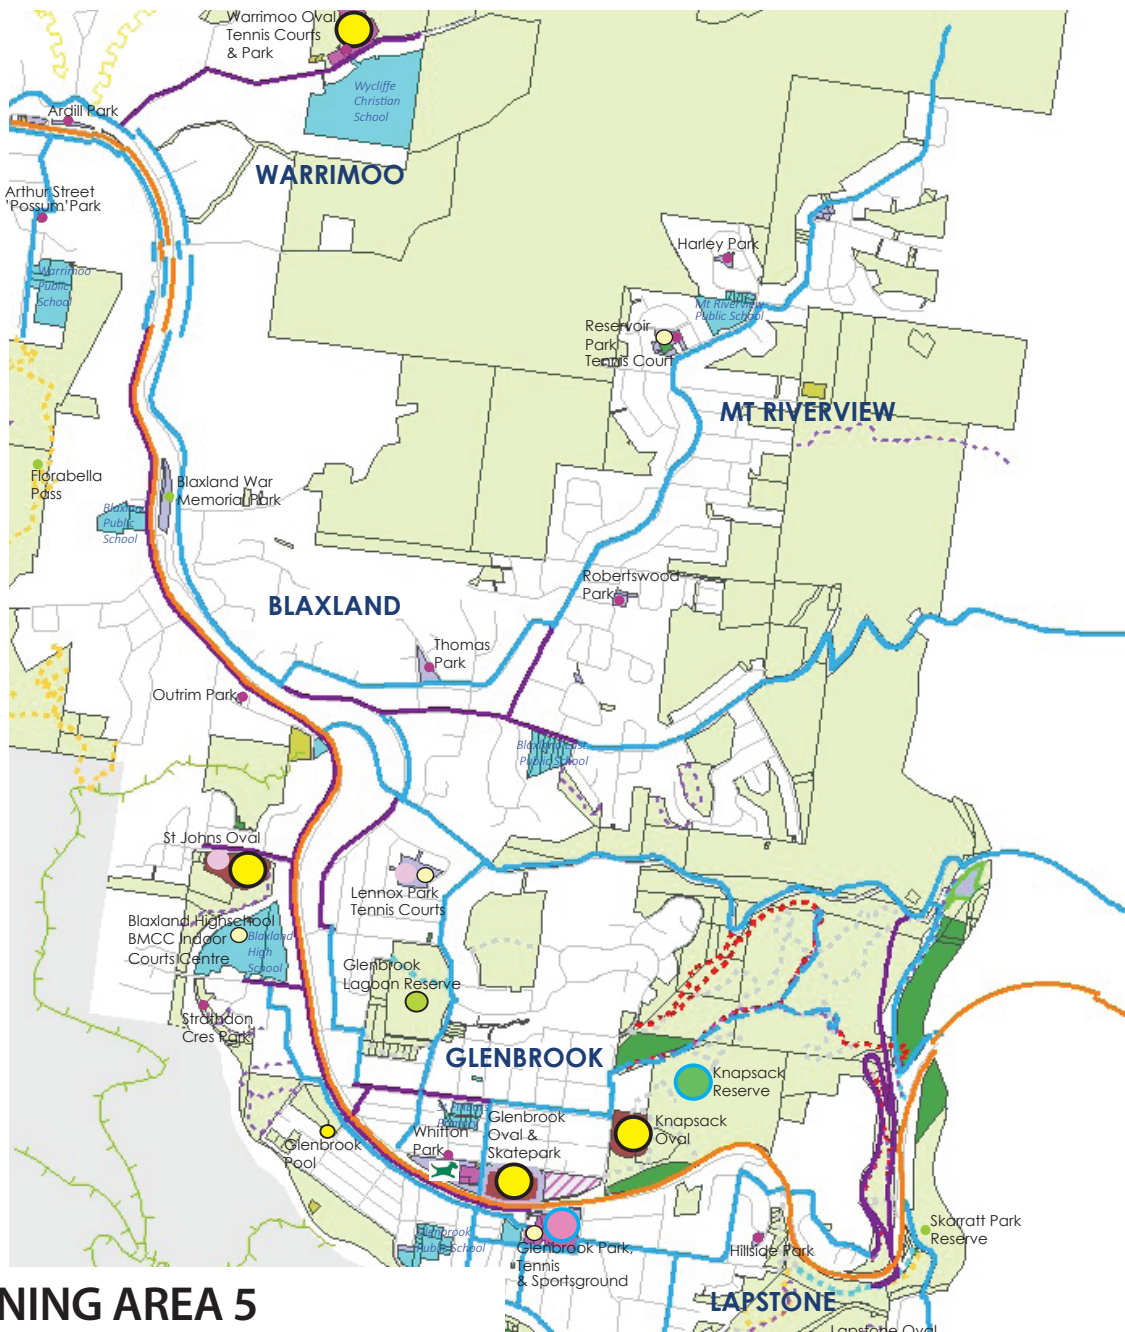 Warrimoo Oval
Tennis Courts
& Park
Wycliffe
Christian
School
Ardill Park
WARRIMOO
Arthur Street
'Possum'Park
Warrimoo
Public
School
Harley Park
Mt Riverview
Public School
Reservoir
Park
Tennis Court
MT RIVERVIEW
Florabella
Pass
Blaxland War
Memorial Park
Blaxland
Public
School
Robertswood
Park
BLAXLAND
Thomas
Park
Outrim Park
Blaxland East
Public School
St Johns Oval
Lennox Park
Tennis Courts
Blaxland Highschool
BMCC Indoor
Courts Centre
Blaxland
High
School
Glenbrook
Lagoon Reserve
Strathdon
Cres Park
GLENBROOK
Knapsack
Reserve
Knapsack
Oval
Glenbrook
Oval &
Skatepark
Whitton
Park
Glenbrook
Pool
Glenbrook
Public School
Glenbrook Park,
Tennis
& Sportsground
Hillside Park
Skarratt Park
Reserve
LAPSTONE
Lapstone Oval
NING AREA 5